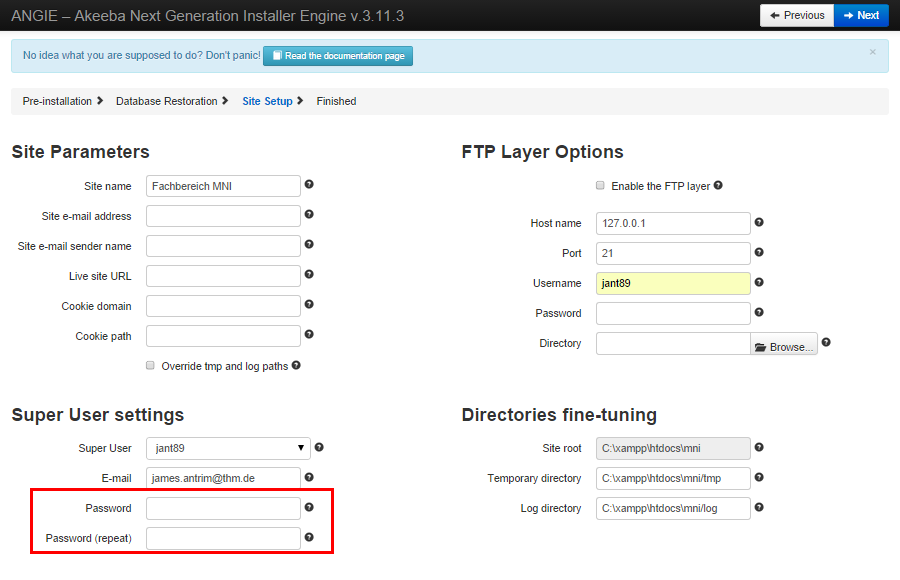 ANGIE – Akeeba Next Generation Installer Engine v.3.11.3
Previous
Next
No idea what you are supposed to do? Don't panic! Read the documentation page
×
Pre-installation
Database Restoration
Site Setup
Finished
Site Parameters
Site name
Fachbereich MNI
Site e-mail address
Site e-mail sender name
Live site URL
Cookie domain
Cookie path
Override tmp and log paths
FTP Layer Options
Enable the FTP layer
Host name
127.0.0.1
Port
21
Username
jant89
Password
Directory
Browse...
Super User settings
Super User
jant89
E-mail
james.antrim@thm.de
Password
Password (repeat)
Directories fine-tuning
Site root
C:\xampp\htdocs\mni
Temporary directory
C:\xampp\htdocs\mni/tmp
Log directory
C:\xampp\htdocs\mni/log